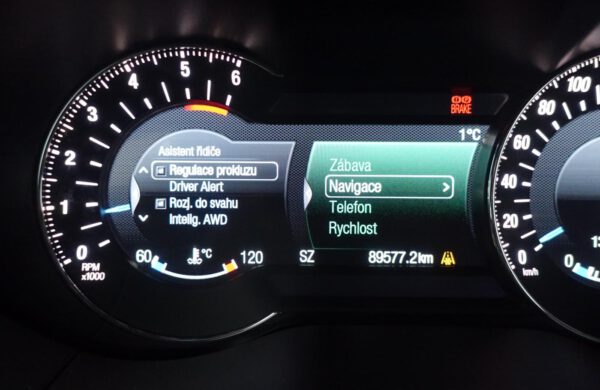 5
6
4
3
2
1
0
RPM
x1000
Asistent řidiče
Regulace prokluzu
Driver Alert
Rozj. do svahu
Intelig. AWD
60
°C
120
BRAKE
1°C
Zábava
Navigace
Telefon
Rychlost
SZ
89577.2km
100
80
60
40
20
0
km/h
0